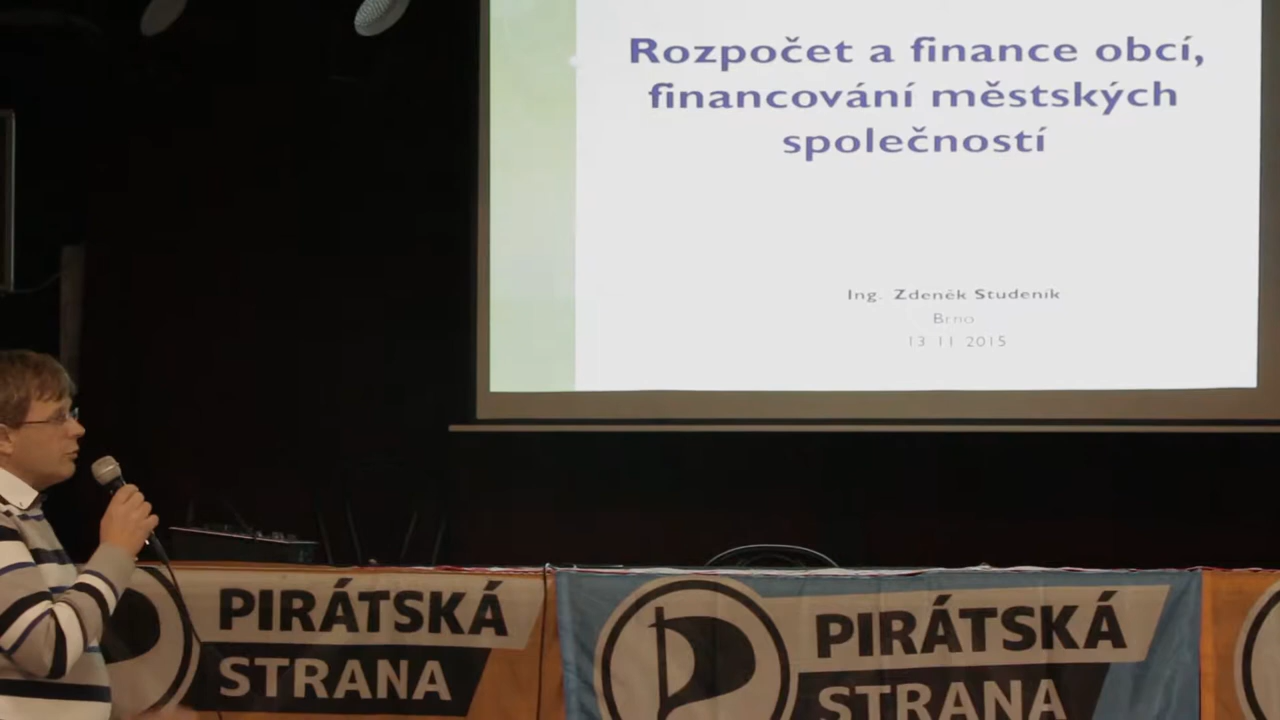 Rozpočet a finance obcí,
financování městských
společností
Ing. Zdeněk Studeník
Brno
13 11 2015
PIRÁTSKÁ
STRANA
PIRÁTSKÁ
STRANA